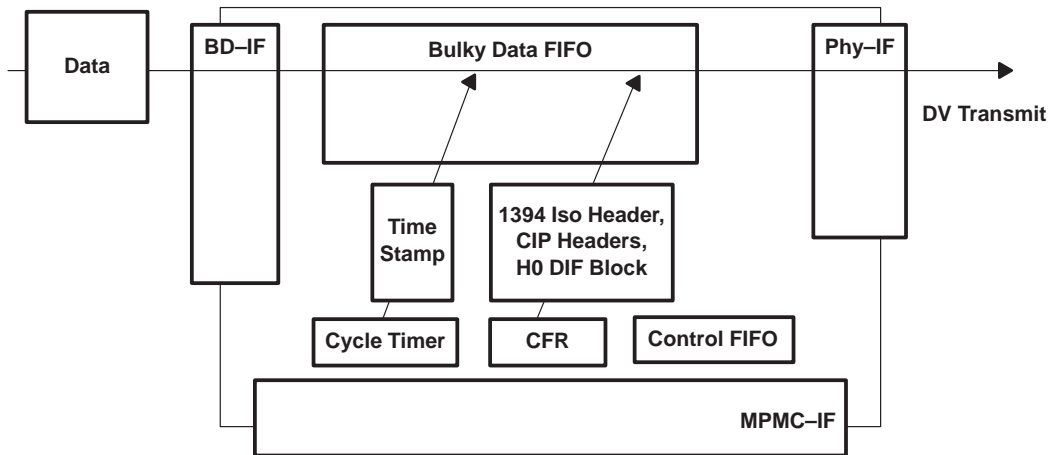 Data
BD–IF
Bulky Data FIFO
Phy–IF
DV Transmit
Time
Stamp
1394 Iso Header,
CIP Headers,
H0 DIF Block
Cycle Timer
CFR
Control FIFO
MPMC–IF